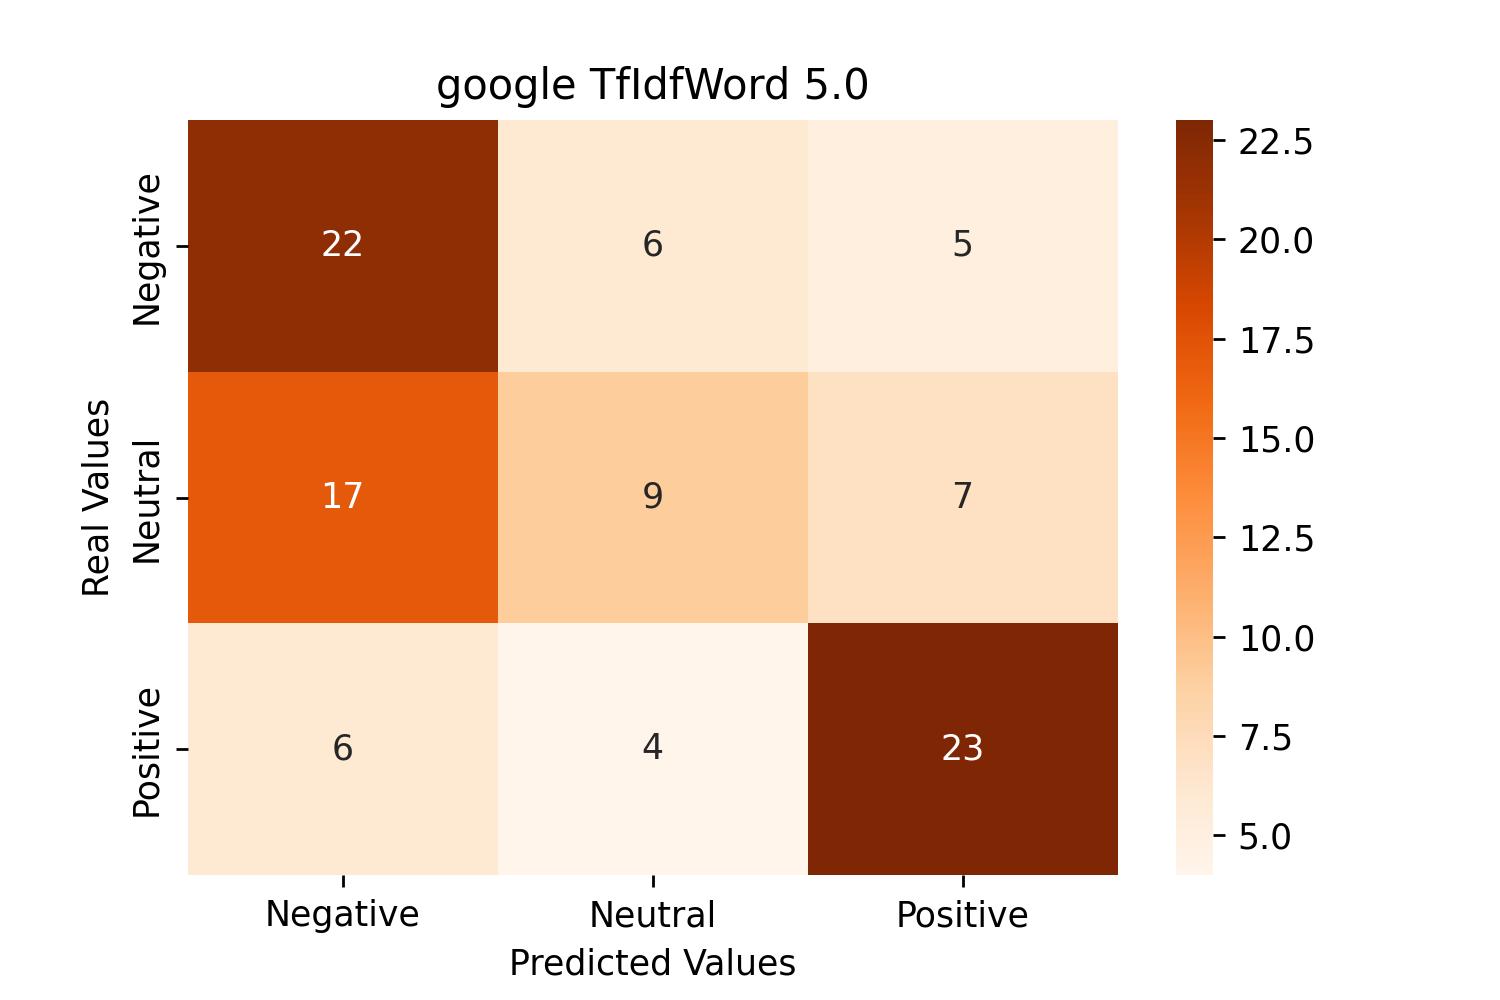 google TfIdfWord 5.0
Real Values
Negative
Neutral
Positive
22 6 5
17 9 7
6 4 23
Negative Neutral Positive
Predicted Values
22.5
20.0
17.5
15.0
12.5
10.0
7.5
5.0